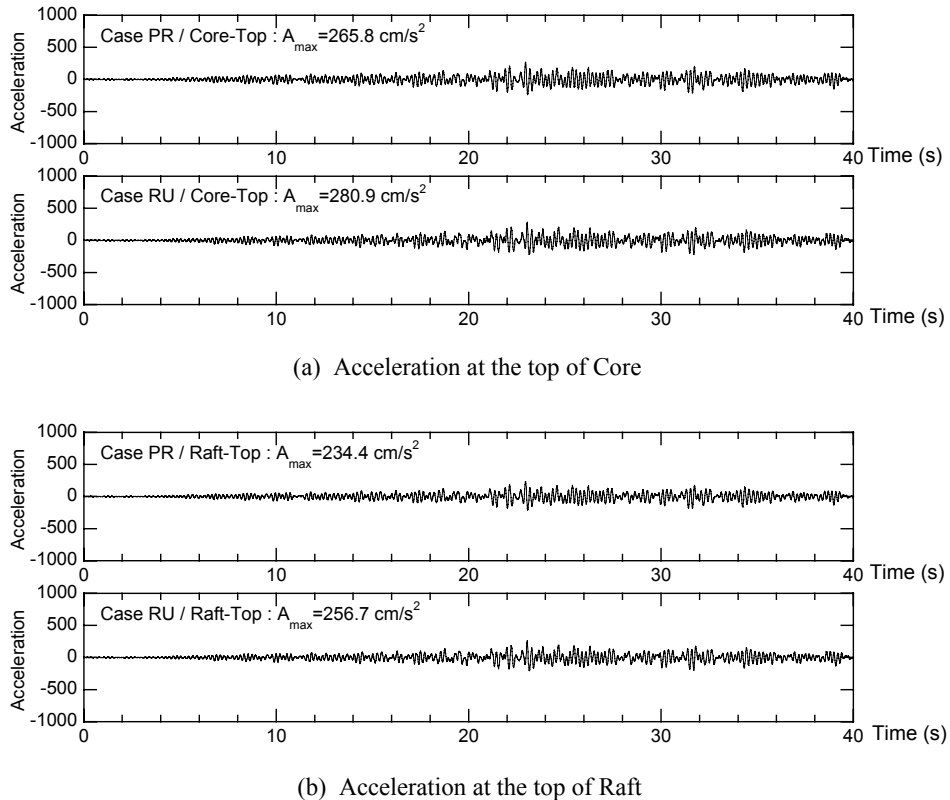 Case PR / Core-Top : Amax=265.8 cm/s2
1000
500
0
-500
-1000
Acceleration
0 10 20 30 40 Time (s)
Case RU / Core-Top : Amax=280.9 cm/s2
1000
500
0
-500
-1000
Acceleration
0 10 20 30 40 Time (s)
(a) Acceleration at the top of Core
Case PR / Raft-Top : Amax=234.4 cm/s2
1000
500
0
-500
-1000
Acceleration
0 10 20 30 40 Time (s)
Case RU / Raft-Top : Amax=256.7 cm/s2
1000
500
0
-500
-1000
Acceleration
0 10 20 30 40 Time (s)
(b) Acceleration at the top of Raft